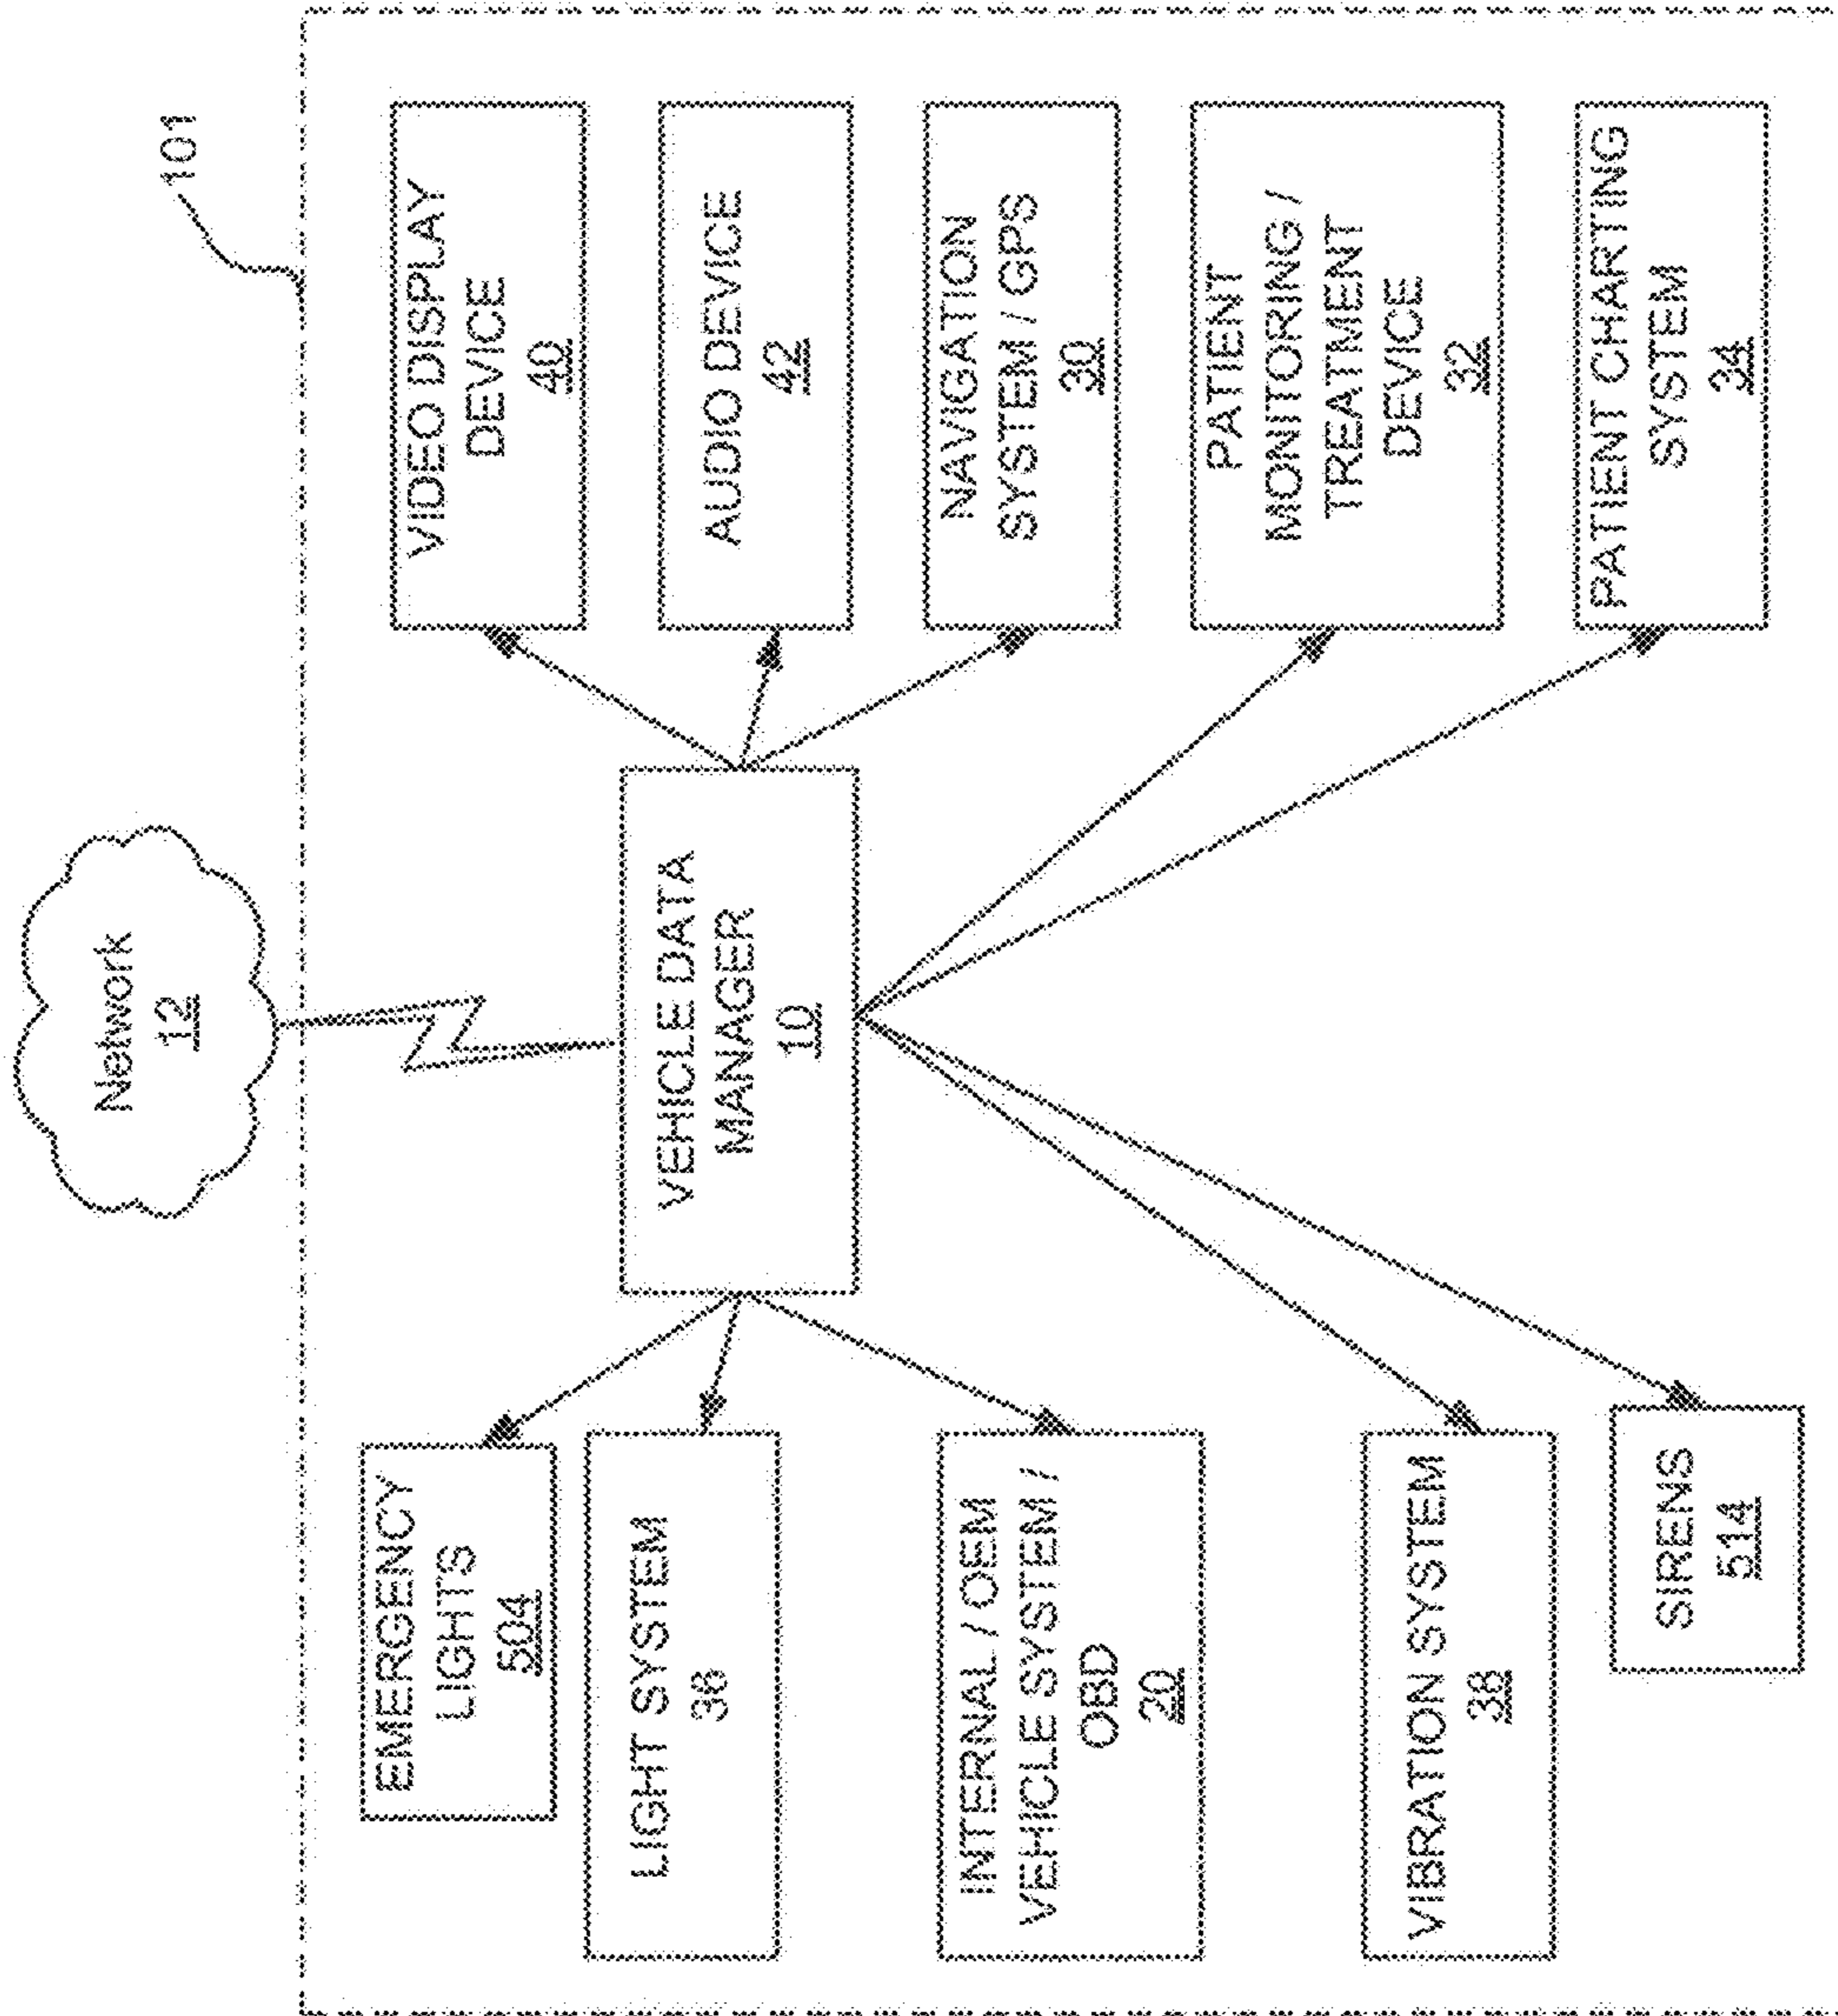 Network
12
101
EMERGENCY
LIGHTS
504
LIGHT SYSTEM
36
INTERNAL / OEM
VEHICLE SYSTEM /
OBD
20
VIBRATION SYSTEM
38
SIRENS
514
VEHICLE DATA
MANAGER
10
VIDEO DISPLAY
DEVICE
40
AUDIO DEVICE
42
NAVIGATION
SYSTEM / GPS
30
PATIENT
MONITORING /
TREATMENT
DEVICE
32
PATIENT CHARTING
SYSTEM
34